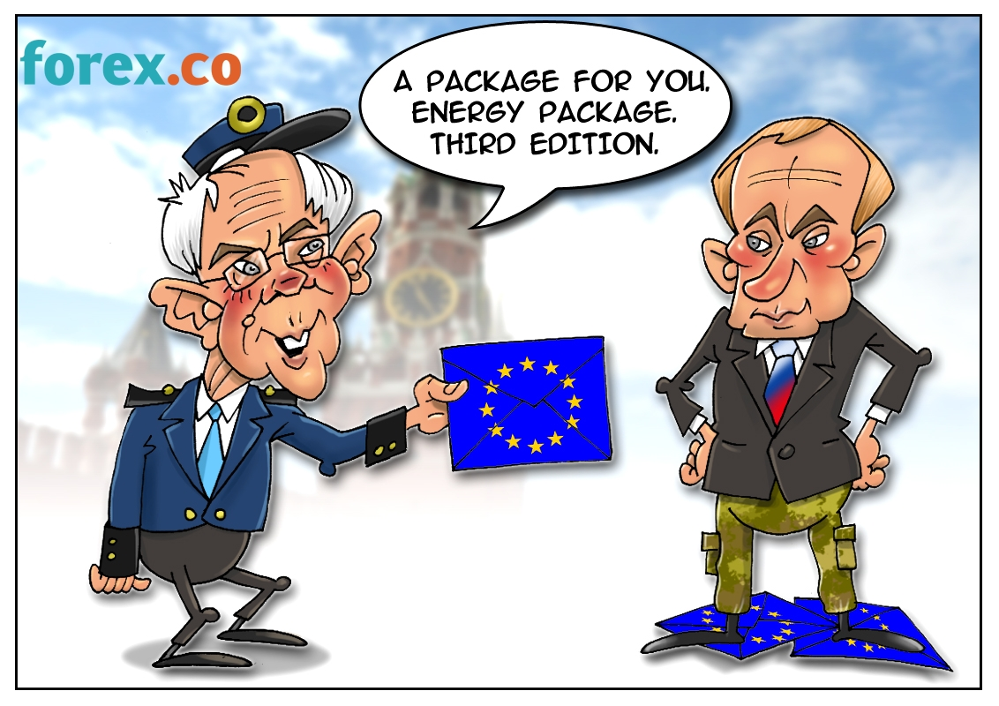 forex.co
A PACKAGE FOR YOU.
ENERGY PACKAGE.
THIRD EDITION.